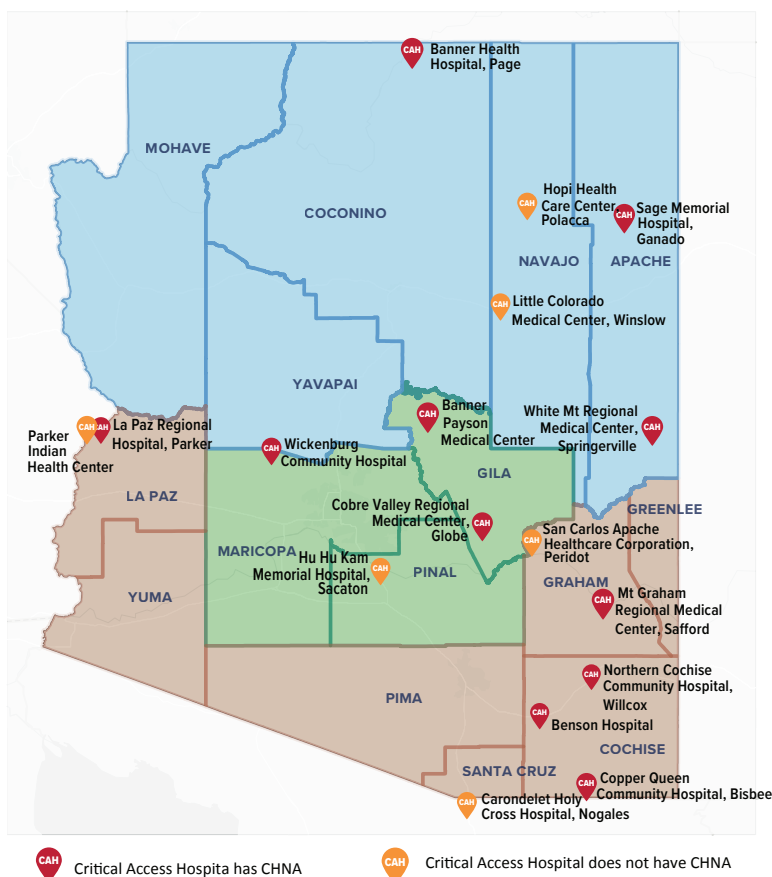 CAH
Banner Health
Hospital, Page
MOHAVE
COCONINO
CAH
Hopi Health
Care Center,
Polacca
CAH
Sage Memorial
Hospital,
Ganado
NAVAJO
APACHE
CAH
Little Colorado
Medical Center, Winslow
YAVAPAI
CAH
Banner
Payson
Medical Center
White Mt Regional
Medical Center,
Springerville
CAH
CAH
CAH
La Paz Regional
Hospital, Parker
Parker
Indian
Health Center
CAH
Wickenburg
Community Hospital
GILA
LA PAZ
Cobre Valley Regional
Medical Center,
Globe
CAH
GREENLEE
CAH
San Carlos Apache
Healthcare Corporation,
Peridot
MARICOPA
Hu Hu Kam
Memorial Hospital,
Sacaton
CAH
PINAL
GRAHAM
YUMA
CAH
Mt Graham
Regional Medical
Center, Safford
CAH
Northern Cochise
Community Hospital,
Willcox
PIMA
CAH
Benson Hospital
COCHISE
SANTA CRUZ
CAH
Copper Queen
Community Hospital, Bisbee
CAH
Carondelet Holy
Cross Hospital, Nogales
CAH
Critical Access Hospita has CHNA
CAH
Critical Access Hospital does not have CHNA